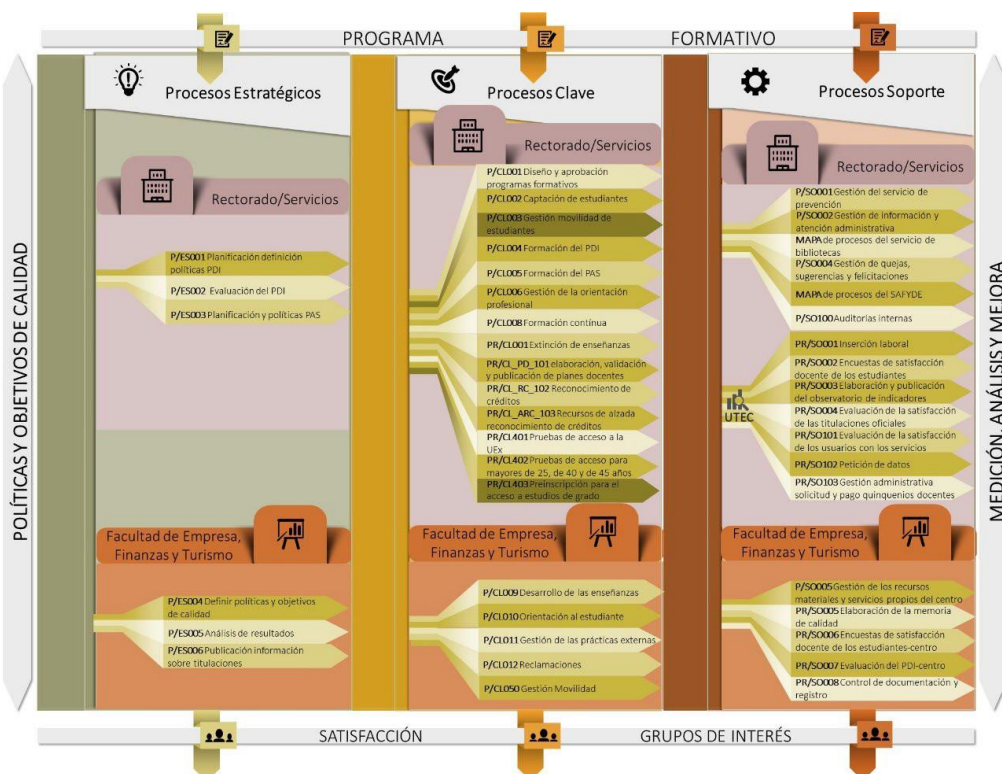 PROGRAMA FORMATIVO
POLÍTICAS Y OBJETIVOS DE CALIDAD
Procesos Estratégicos
Rectorado/Servicios
P/ES001 Planificación definición
políticas PDI
P/ES002 Evaluación del PDI
P/ES003 Planificación y políticas PAS
Facultad de Empresa,
Finanzas y Turismo
P/ES004 Definir políticas y objetivos
de calidad
P/ES005 Análisis de resultados
P/ES006 Publicación información
sobre titulaciones
Procesos Clave
Rectorado/Servicios
P/CL001 Diseño y aprobación
programas formativos
P/CL002 Captación de estudiantes
P/CL003 Gestión movilidad de
estudiantes
P/CL004 Formación del PDI
P/CL005 Formación del PAS
P/CL006 Gestión de la orientación
profesional
P/CL008 Formación continua
PR/CL001 Extinción de enseñanzas
PR/CL_PD_101 elaboración, validación
y publicación de planes docentes
PR/CL_RC_102 Reconocimiento de
créditos
PR/CL_ARC_103 Recursos de alzada
reconocimiento de créditos
PR/CL401 Pruebas de acceso a la
UEx
PR/CL402 Pruebas de acceso para
mayores de 25, de 40 y de 45 años
PR/CL403 Preinscripción para el
acceso a estudios de grado
Facultad de Empresa,
Finanzas y Turismo
P/CL009 Desarrollo de las enseñanzas
P/CL010 Orientación al estudiante
P/CL011 Gestión de las prácticas externas
P/CL012 Reclamaciones
P/CL050 Gestión Movilidad
Procesos Soporte
Rectorado/Servicios
P/SO001 Gestión del servicio de
prevención
P/SO002 Gestión de información y
atención administrativa
MAPA de procesos del servicio de
bibliotecas
P/SO004 Gestión de quejas,
sugerencias y felicitaciones
MAPA de procesos del SAFYDE
P/SO100 Auditorías internas
UTEC
PR/SO001 Inserción laboral
PR/SO002 Encuestas de satisfacción
docente de los estudiantes
PR/SO003 Elaboración y publicación
del observatorio de indicadores
PR/SO004 Evaluación de la satisfacción
de las titulaciones oficiales
PR/SO101 Evaluación de la satisfacción
de los usuarios con los servicios
PR/SO102 Petición de datos
PR/SO103 Gestión administrativa
solicitud y pago quinquenios docentes
Facultad de Empresa,
Finanzas y Turismo
P/SO005 Gestión de los recursos
materiales y servicios propios del centro
PR/SO005 Elaboración de la memoria
de calidad
PR/SO006 Encuestas de satisfacción
docente de los estudiantes-centro
PR/SO007 Evaluación del PDI-centro
PR/SO008 Control de documentación y
registro
MEDICIÓN, ANÁLISIS Y MEJORA
SATISFACCIÓN GRUPOS DE INTERÉS